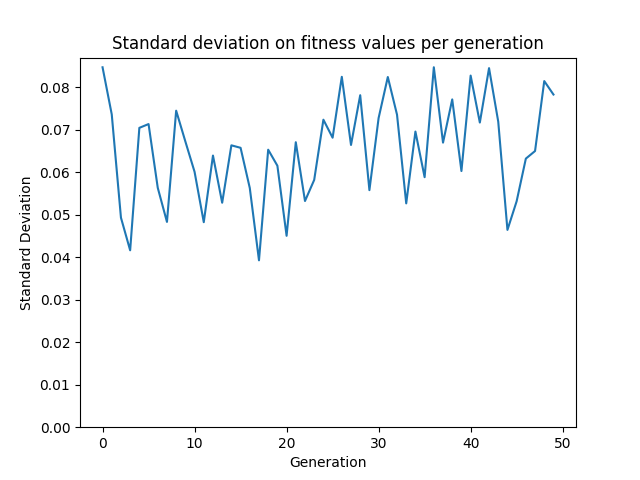 Standard deviation on fitness values per generation
Standard Deviation
0.08
0.07
0.06
0.05
0.04
0.03
0.02
0.01
0.00
0 10 20 30 40 50
Generation